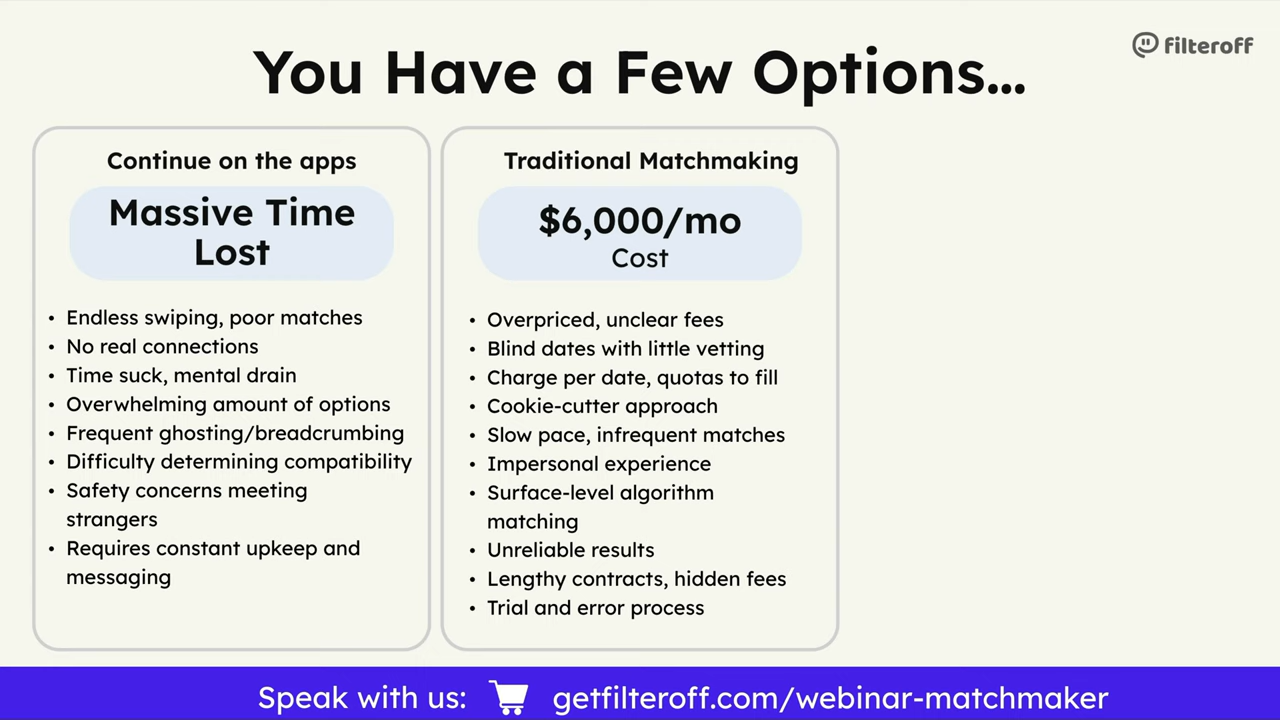 filteroff
You Have a Few Options...
Continue on the apps
Massive Time
Lost
• Endless swiping, poor matches
• No real connections
• Time suck, mental drain
• Overwhelming amount of options
• Frequent ghosting/breadcrumbing
• Difficulty determining compatibility
• Safety concerns meeting
strangers
• Requires constant upkeep and
messaging
Traditional Matchmaking
$6,000/mo
Cost
• Overpriced, unclear fees
• Blind dates with little vetting
• Charge per date, quotas to fill
• Cookie-cutter approach
• Slow pace, infrequent matches
• Impersonal experience
• Surface-level algorithm
matching
• Unreliable results
• Lengthy contracts, hidden fees
• Trial and error process
Speak with us: getfilteroff.com/webinar-matchmaker